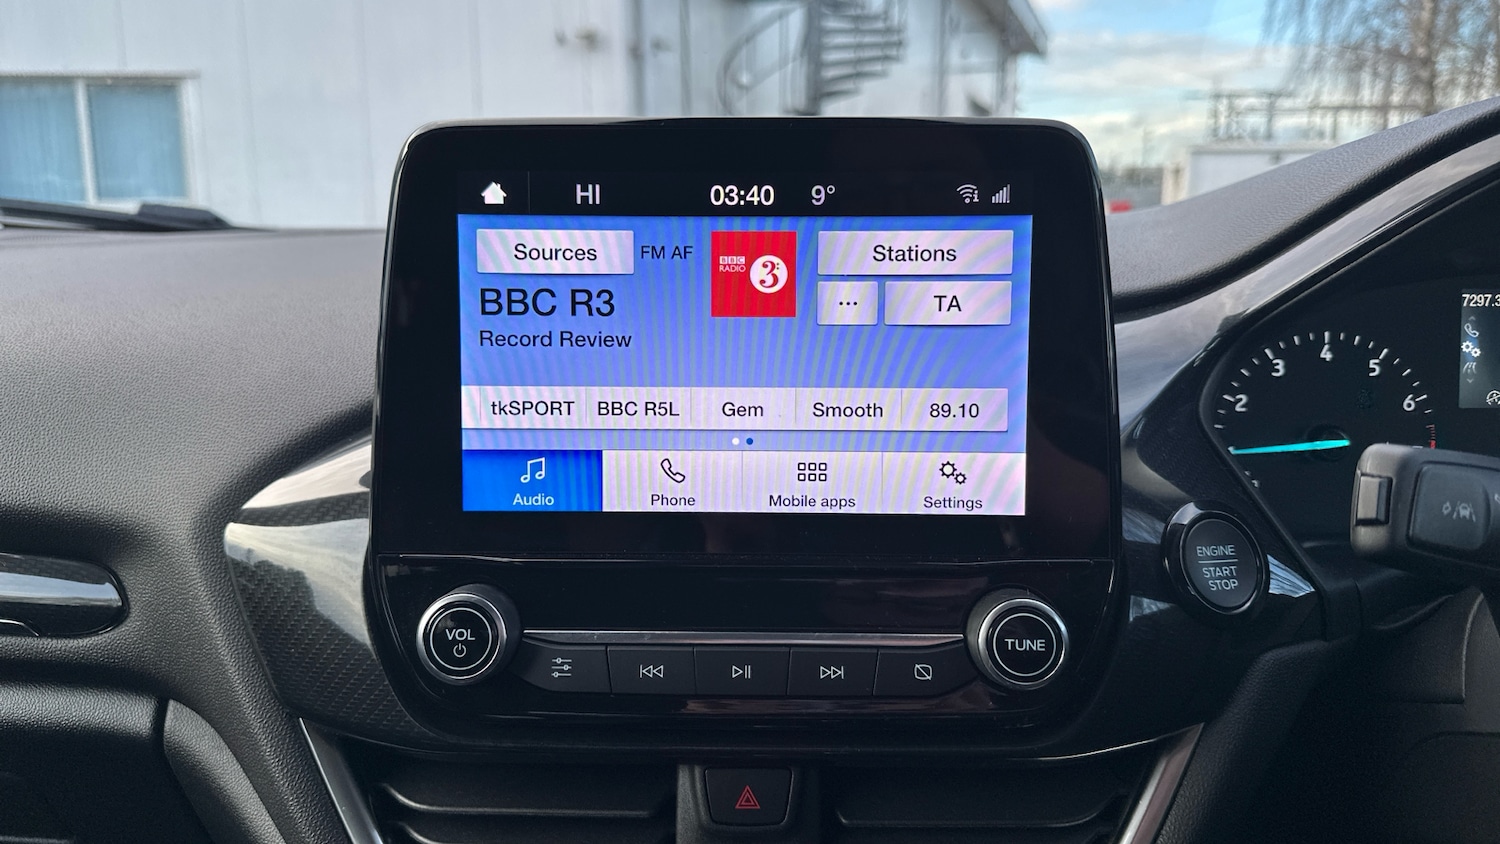 HI 03:40 9°
Sources FM AF BBC RADIO 3 Stations
BBC R3 ... TA
Record Review
tkSPORT BBC R5L Gem Smooth 89.10
Audio Phone Mobile apps Settings
VOL TUNE
ENGINE
START
STOP
2 3 4 5 6
7297.3